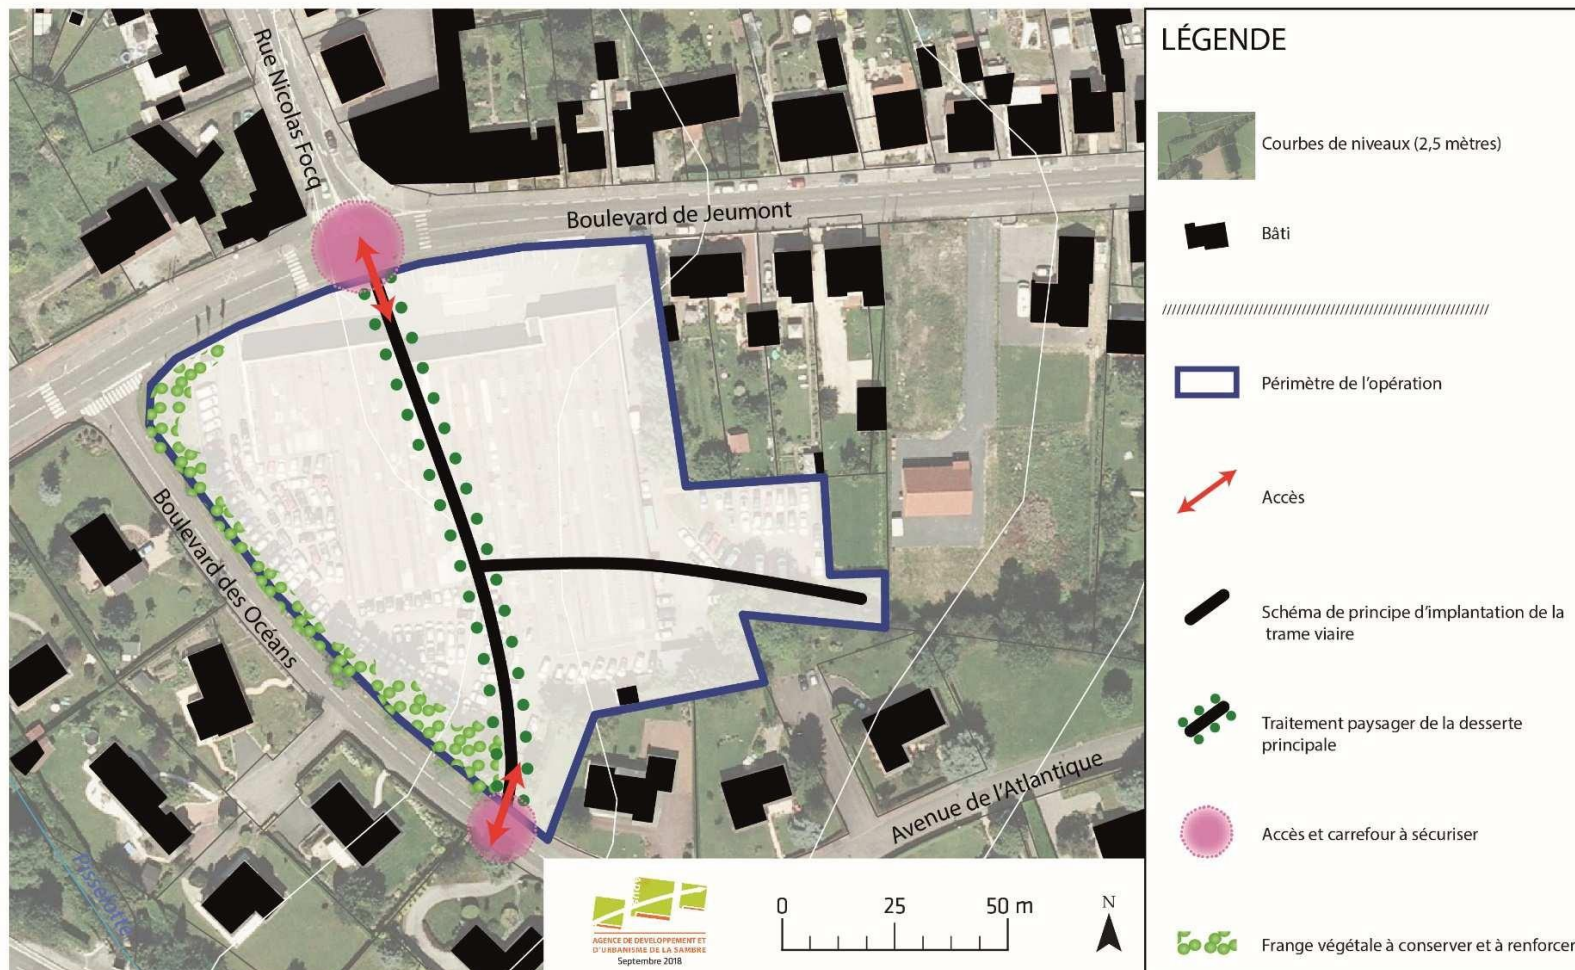 Rue Nicolas Focq
Boulevard de Jeumont
Boulevard des Océans
Avenue de l'Atlantique
Pisselotte
AGENCE DE DEVELOPPEMENT ET
D'URBANISME DE LA SAMBRE
Septembre 2018
0 25 50 m
N
LÉGENDE
Courbes de niveaux (2,5 mètres)
Bâti
Périmètre de l'opération
Accès
Schéma de principe d'implantation de la
trame viaire
Traitement paysager de la desserte
principale
Accès et carrefour à sécuriser
Frange végétale à conserver et à renforcer